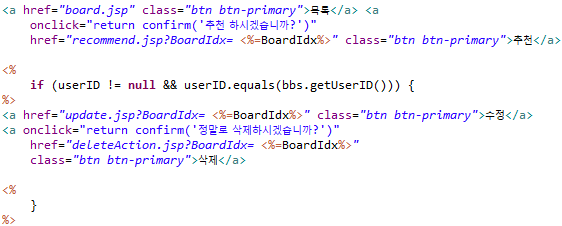 <a href="board.jsp" class="btn btn-primary">목록</a> <a
onclick="return confirm('추천 하시겠습니까?')"
href="recommend.jsp?BoardIdx= <%=BoardIdx%>" class="btn btn-primary">추천</a>
<%
if (userID != null && userID.equals(bbs.getUserID())) {
%>
<a href="update.jsp?BoardIdx= <%=BoardIdx%>" class="btn btn-primary">수정</a>
<a onclick="return confirm('정말로 삭제하시겠습니까?')"
href="deleteAction.jsp?BoardIdx= <%=BoardIdx%>"
class="btn btn-primary">삭제</a>
<%
}
%>